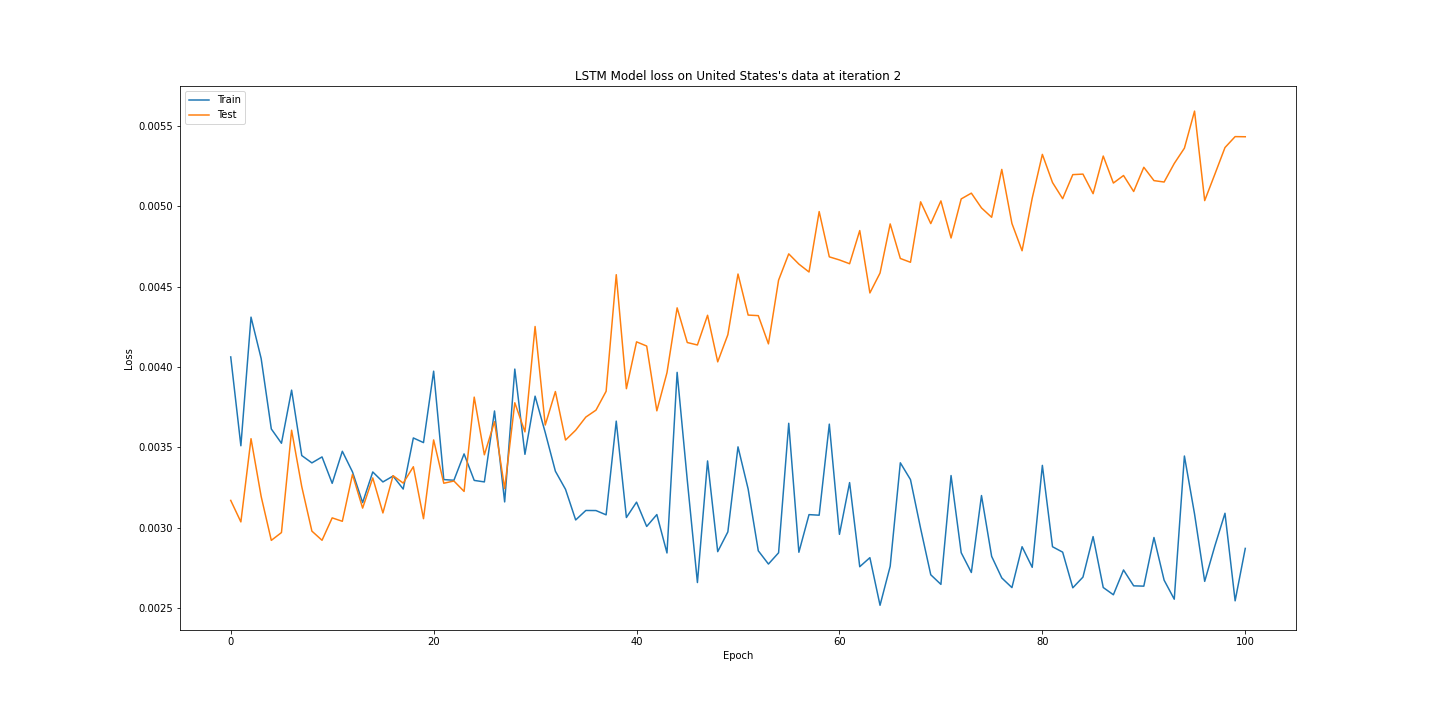 LSTM Model loss on United States's data at iteration 2
Train
Test
0.0055
0.0050
0.0045
0.0040
0.0035
0.0030
0.0025
Loss
0 20 40 60 80 100
Epoch